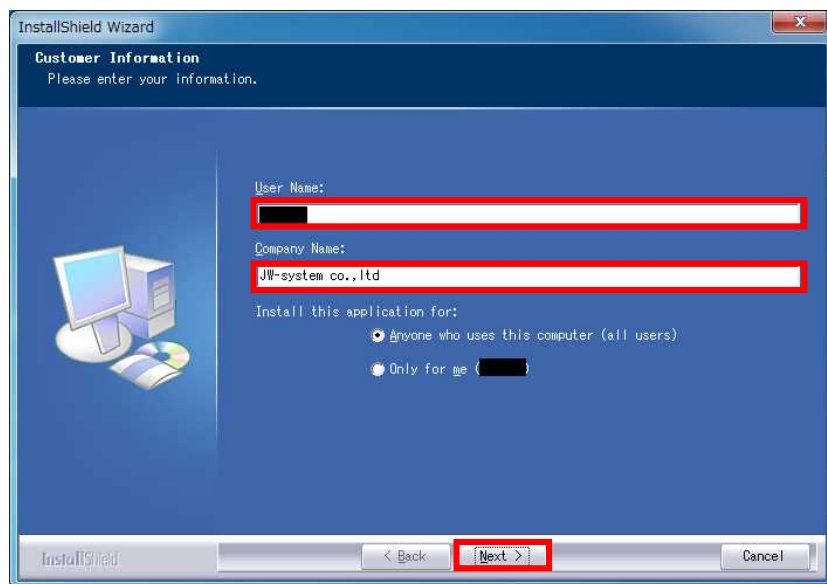 InstallShield Wizard
Customer Information
Please enter your information.
User Name:
Company Name:
JW-system co.,ltd
Install this application for:
Anyone who uses this computer (all users)
Only for me (     )
InstallShield
< Back
Next >
Cancel